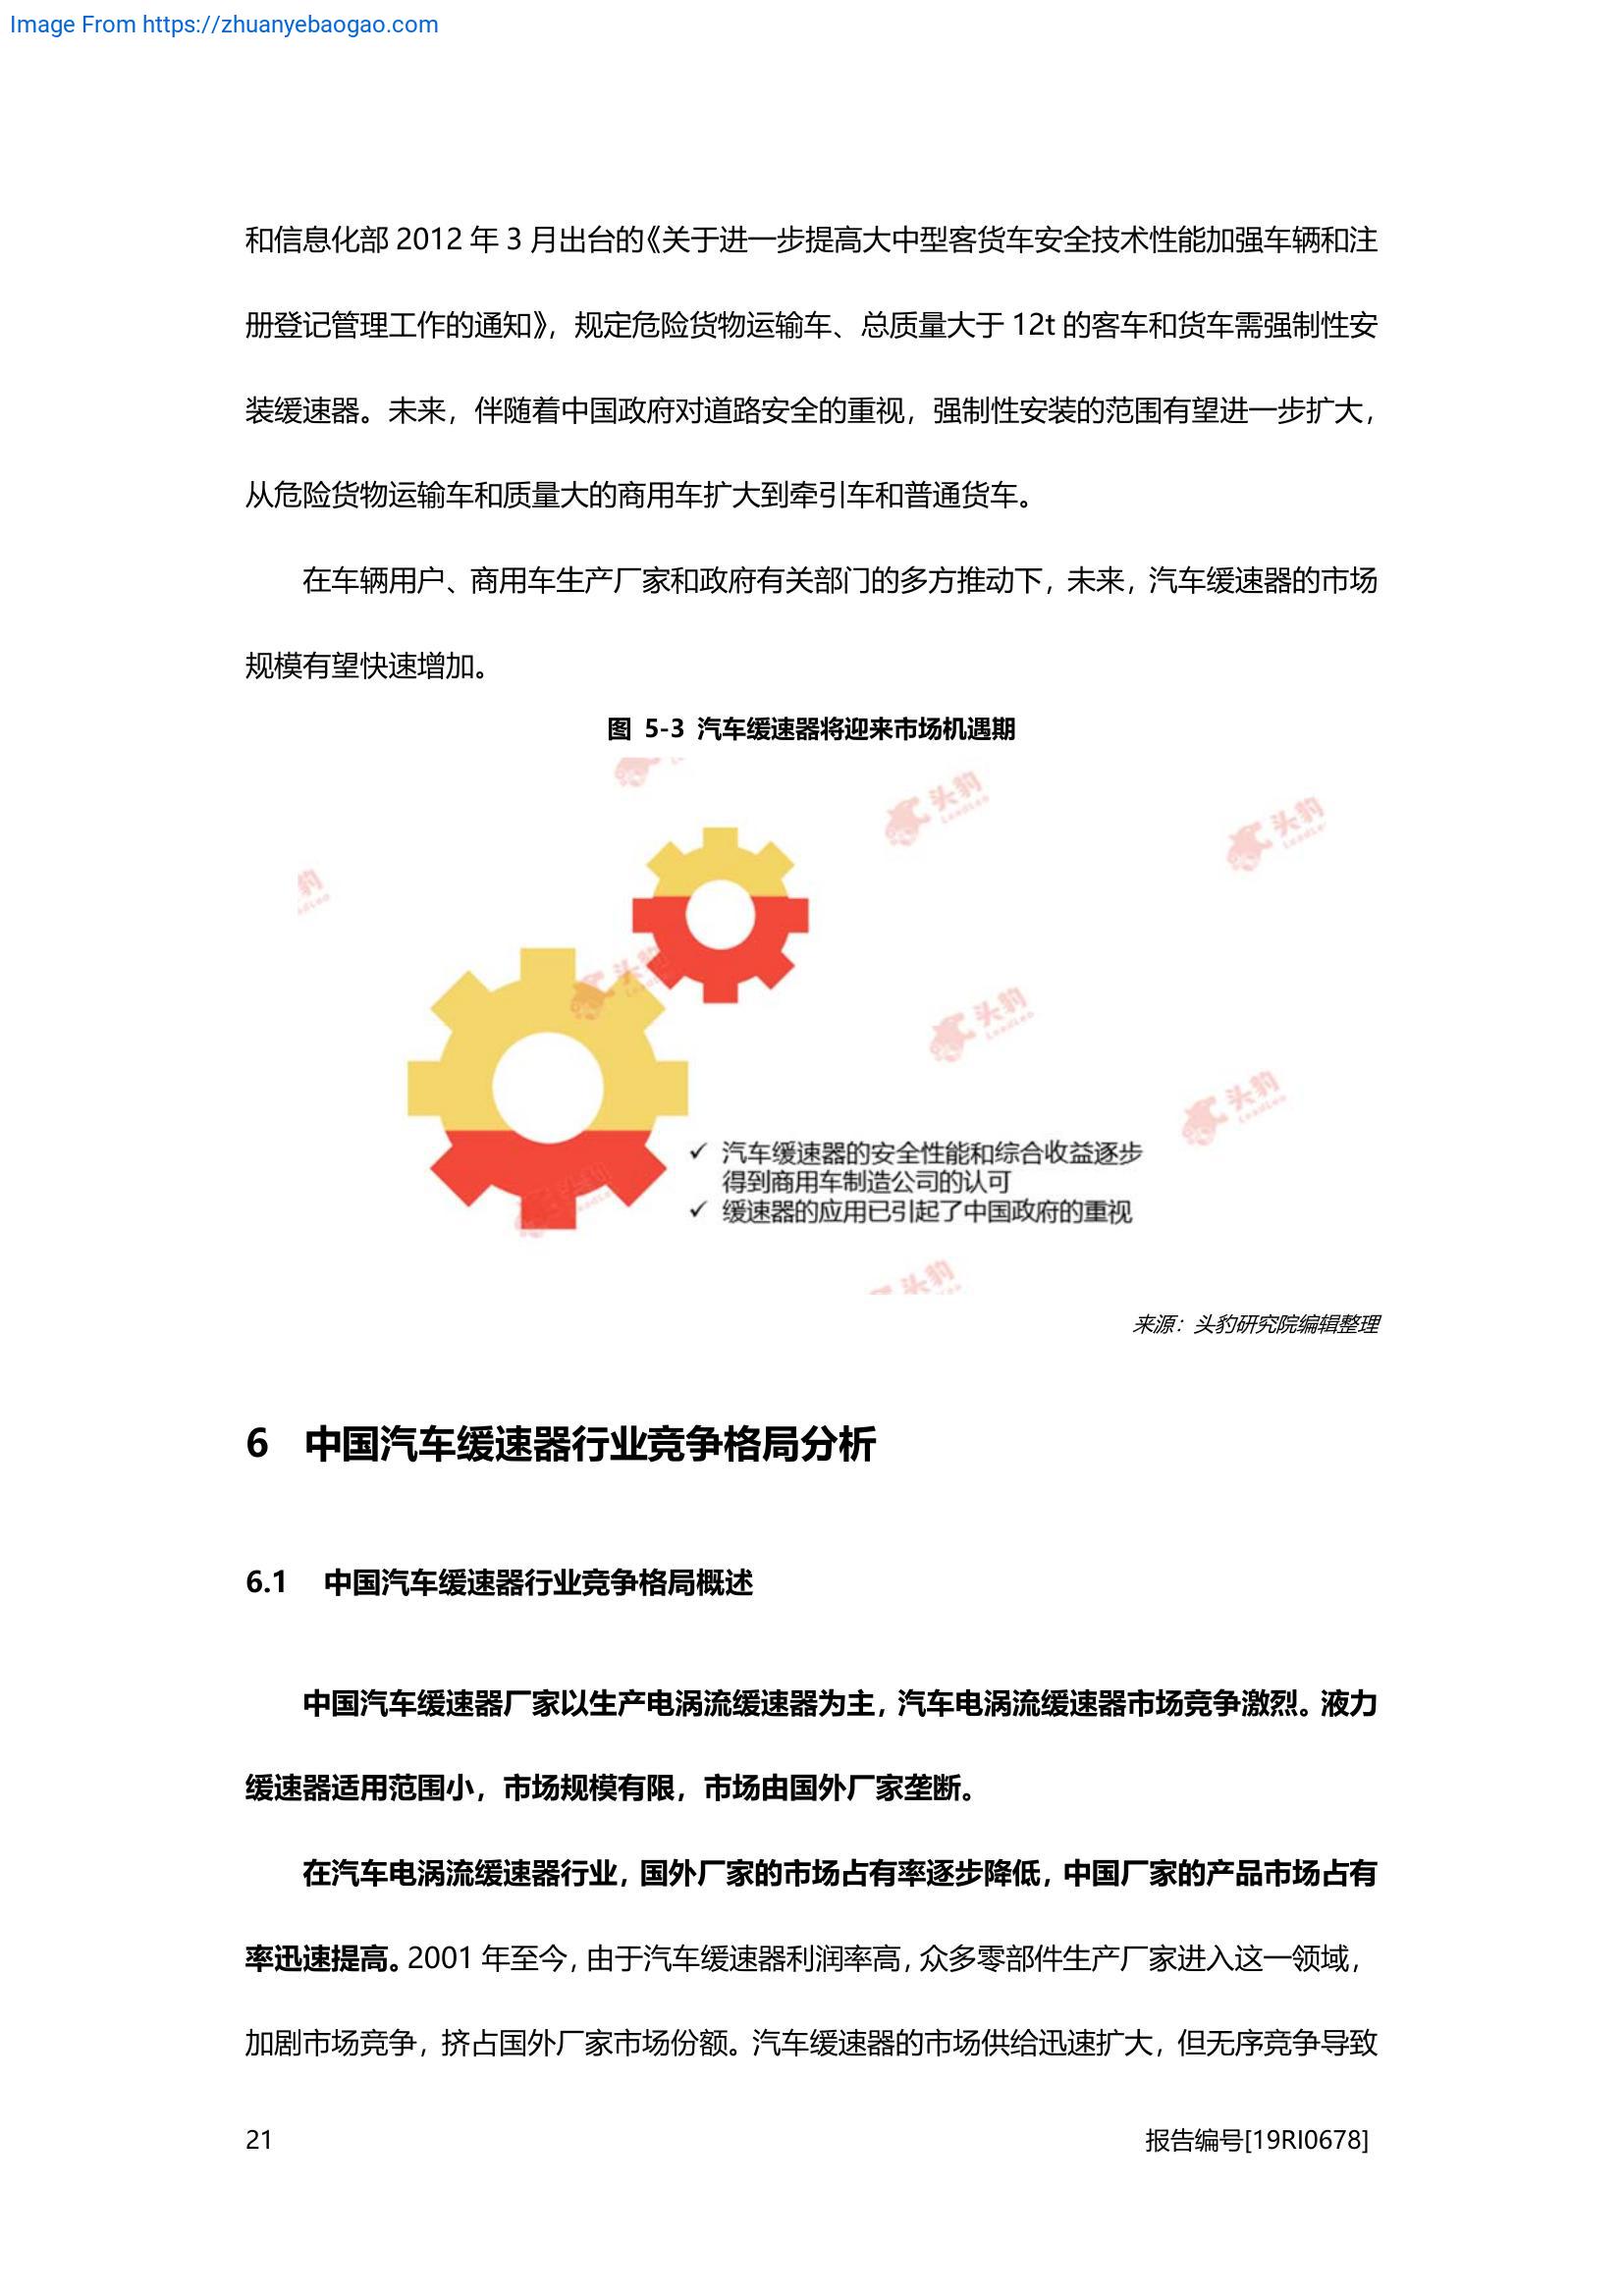 Image From https://zhuanyebaogao.com
和信息化部 2012 年 3 月出台的《关于进一步提高大中型客货车安全技术性能加强车辆和注
册登记管理工作的通知》，规定危险货物运输车、总质量大于 12t 的客车和货车需强制性安
装缓速器。未来，伴随着中国政府对道路安全的重视，强制性安装的范围有望进一步扩大，
从危险货物运输车和质量大的商用车扩大到牵引车和普通货车。
在车辆用户、商用车生产厂家和政府有关部门的多方推动下，未来，汽车缓速器的市场
规模有望快速增加。
图 5-3 汽车缓速器将迎来市场机遇期
头豹
LeadLeo
头豹
头豹
头豹
LeadLeo
头豹
LeadLeo
✓ 汽车缓速器的安全性能和综合收益逐步
得到商用车制造公司的认可
✓ 缓速器的应用已引起了中国政府的重视
头豹
来源：头豹研究院编辑整理
6 中国汽车缓速器行业竞争格局分析
6.1 中国汽车缓速器行业竞争格局概述
中国汽车缓速器厂家以生产电涡流缓速器为主，汽车电涡流缓速器市场竞争激烈。液力
缓速器适用范围小，市场规模有限，市场由国外厂家垄断。
在汽车电涡流缓速器行业，国外厂家的市场占有率逐步降低，中国厂家的产品市场占有
率迅速提高。2001 年至今，由于汽车缓速器利润率高，众多零部件生产厂家进入这一领域，
加剧市场竞争，挤占国外厂家市场份额。汽车缓速器的市场供给迅速扩大，但无序竞争导致
21
报告编号[19RI0678]